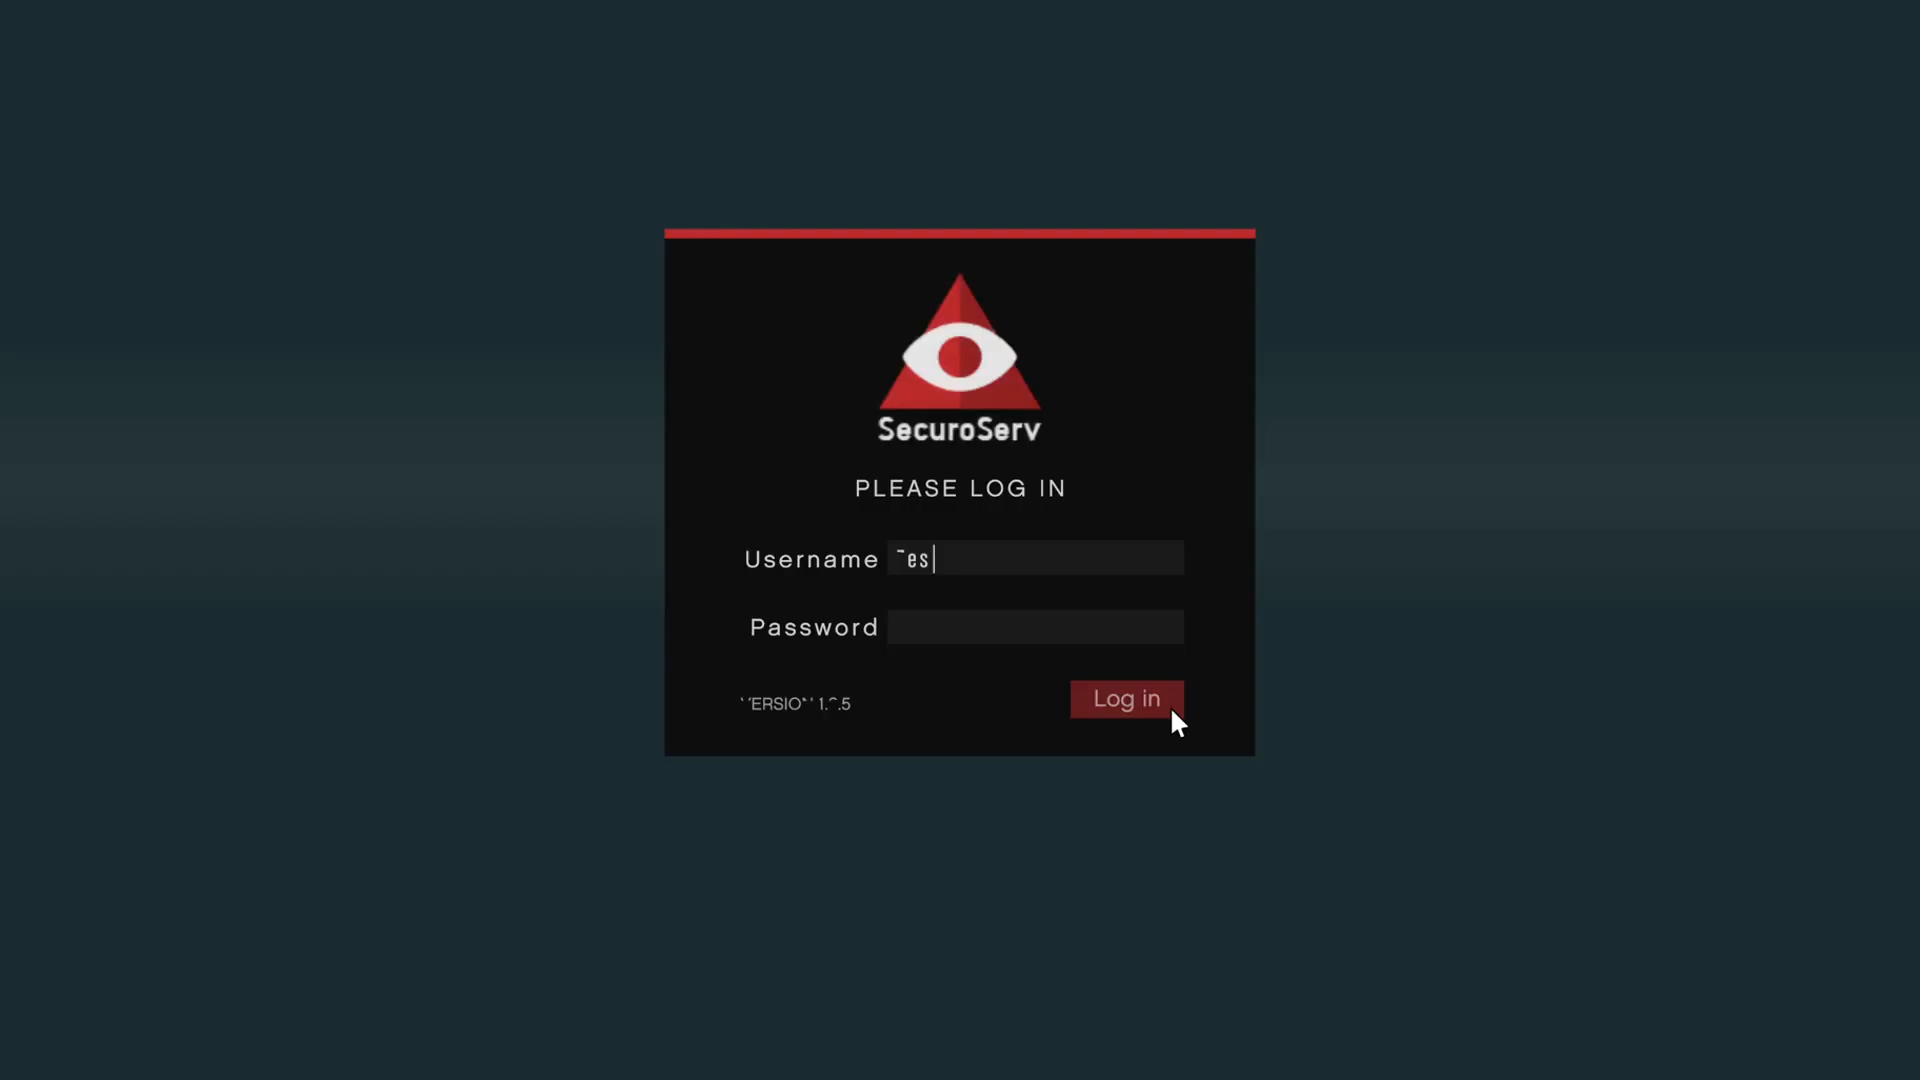 SecuroServ
PLEASE LOG IN
Username
Password
Log in